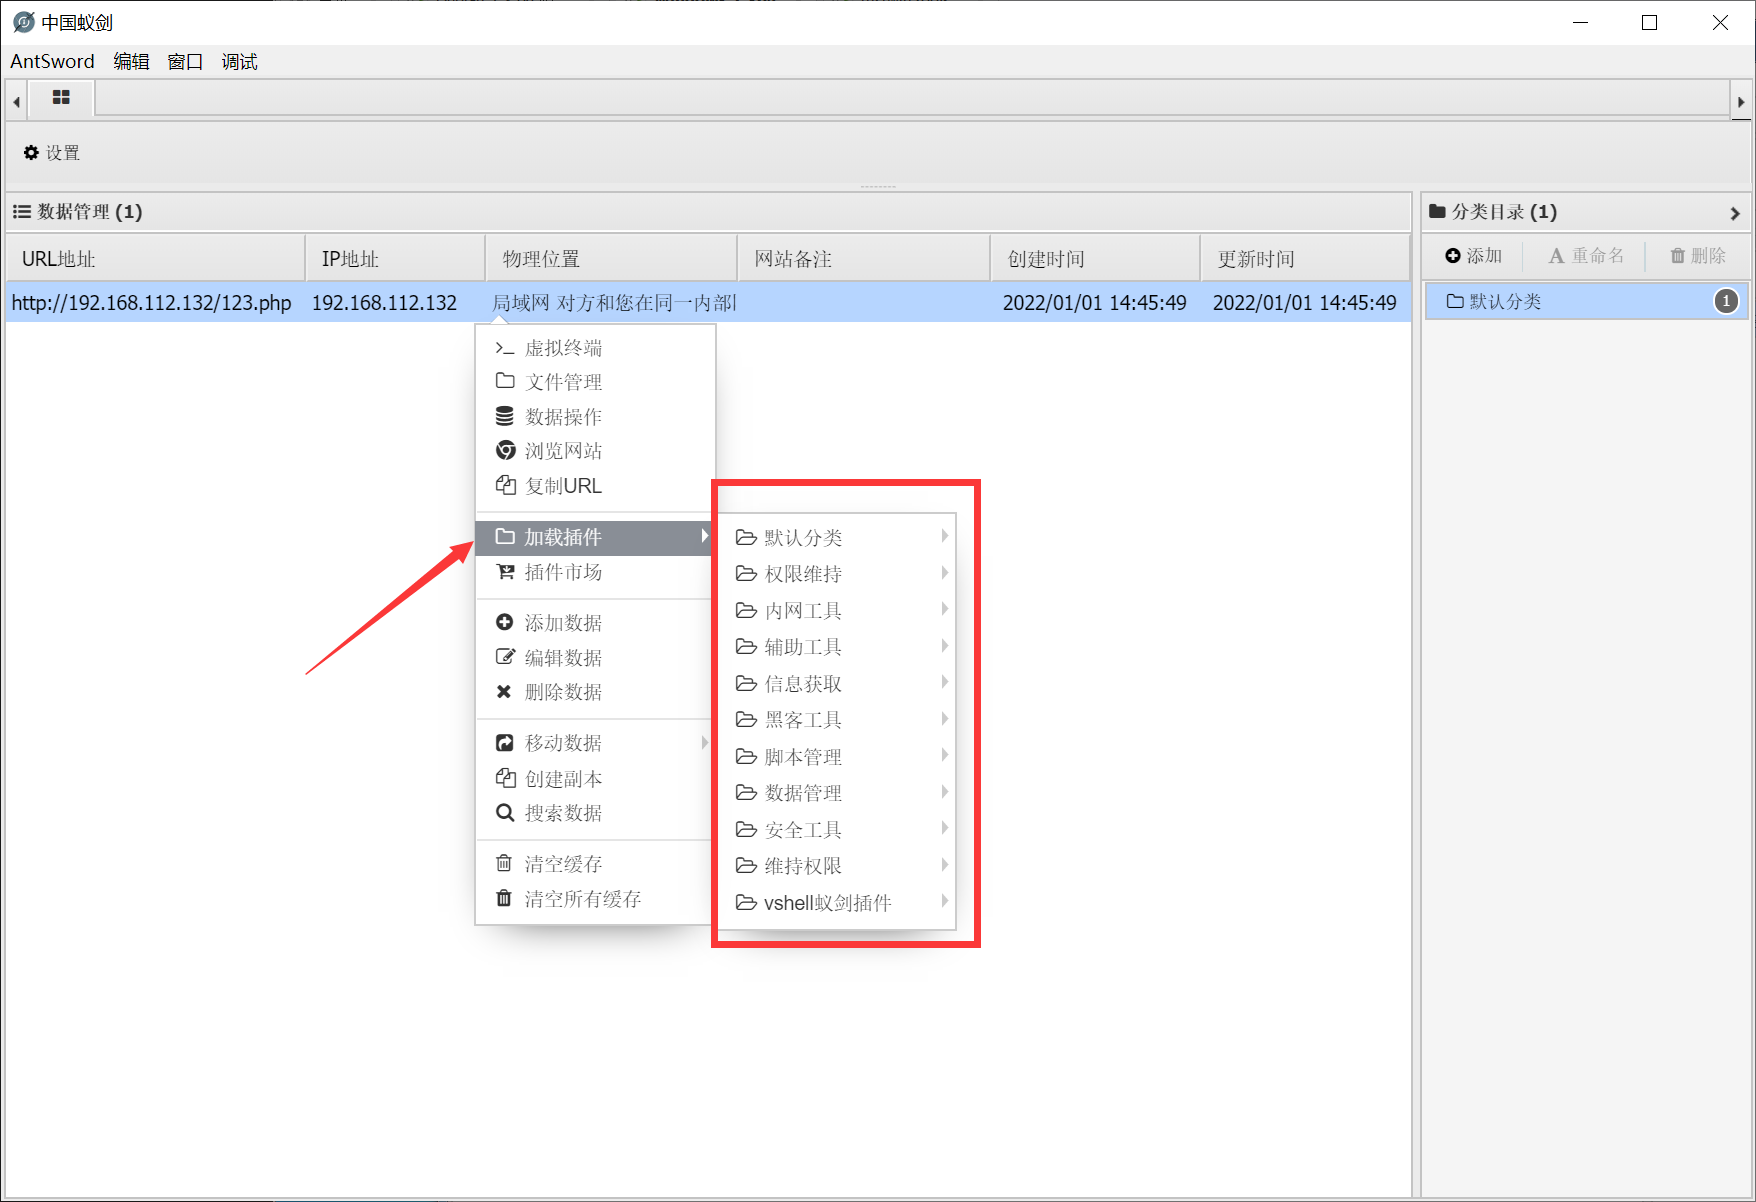 中国蚁剑
AntSword 编辑 窗口 调试
设置
数据管理 (1)
分类目录 (1)
URL地址 IP地址 物理位置 网站备注 创建时间 更新时间
添加 重命名 删除
http://192.168.112.132/123.php 192.168.112.132 局域网 对方和您在同一内部 2022/01/01 14:45:49 2022/01/01 14:45:49
默认分类 1
虚拟终端
文件管理
数据操作
浏览网站
复制URL
加载插件
插件市场
添加数据
编辑数据
删除数据
移动数据
创建副本
搜索数据
清空缓存
清空所有缓存
默认分类
权限维持
内网工具
辅助工具
信息获取
黑客工具
脚本管理
数据管理
安全工具
维持权限
vshell蚁剑插件